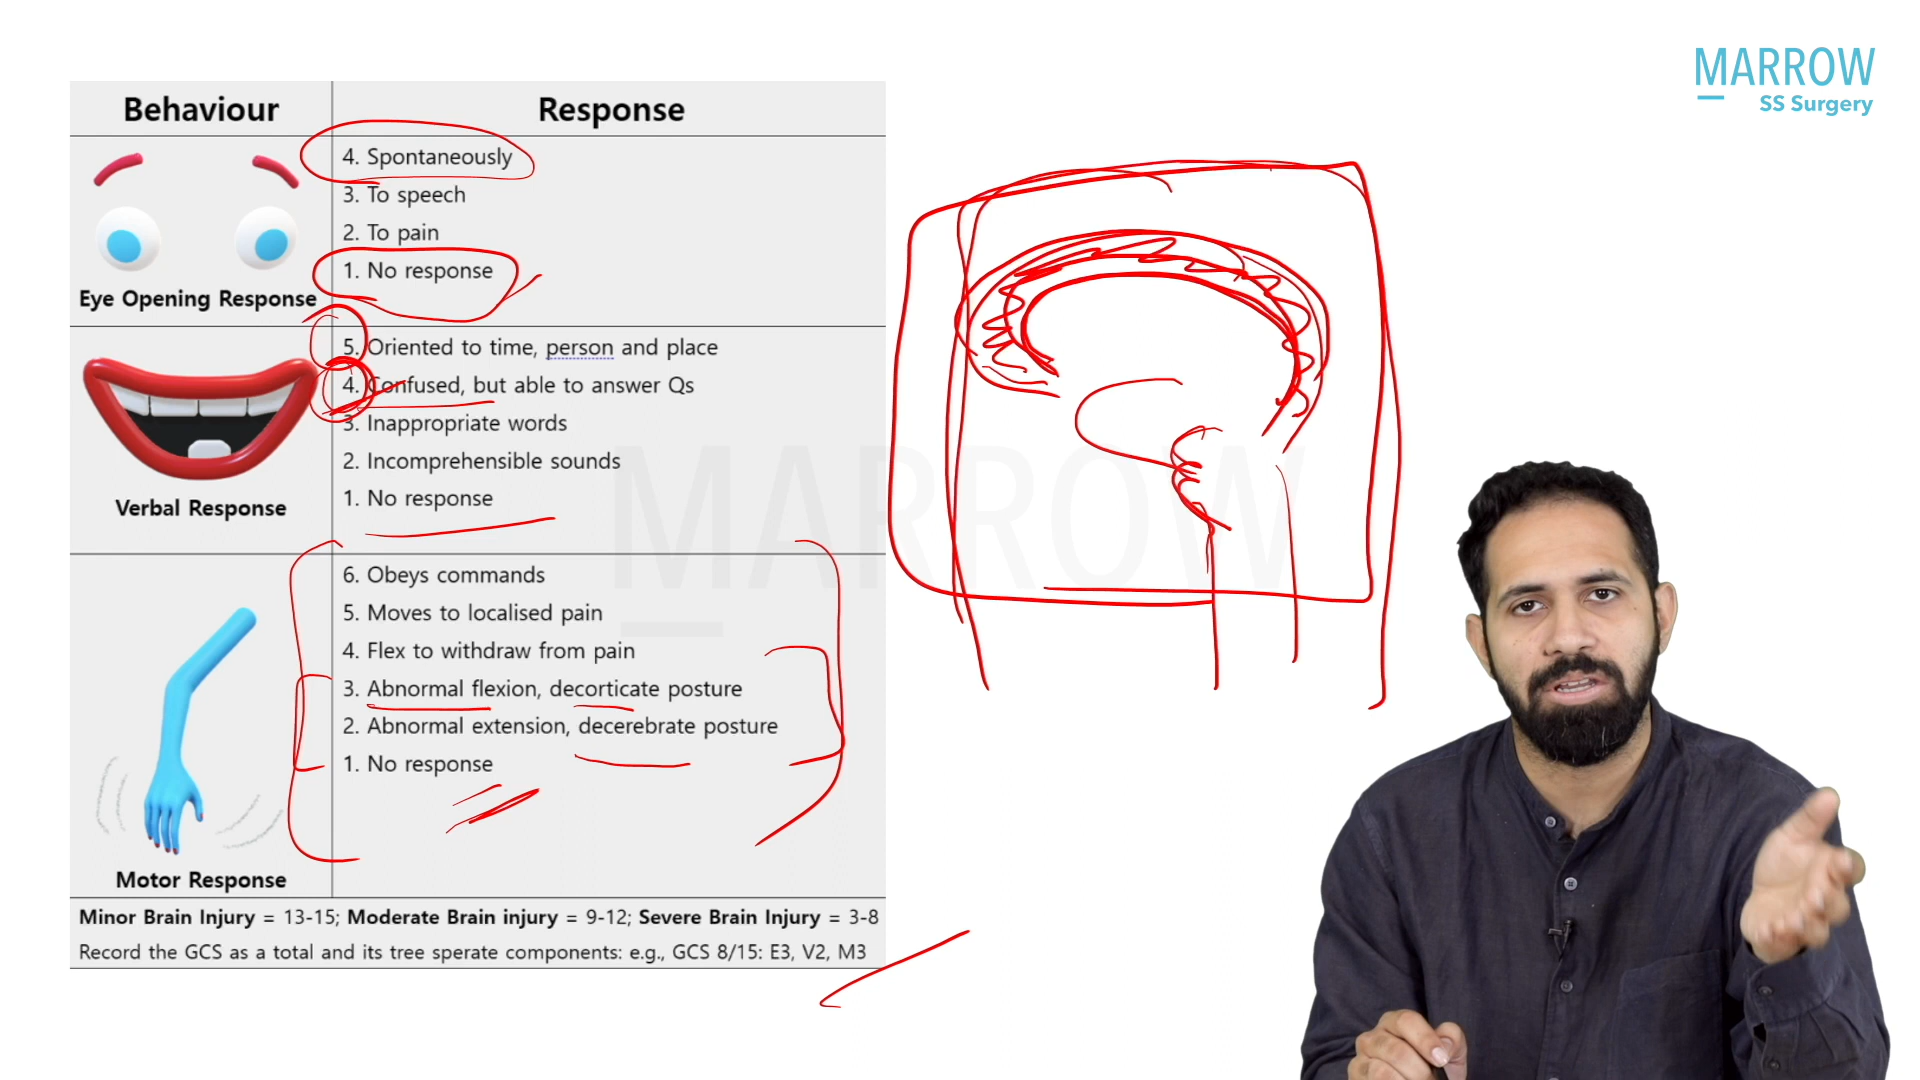 MARROW
SS Surgery
Behaviour Response
4. Spontaneously
3. To speech
2. To pain
1. No response
Eye Opening Response
5. Oriented to time, person and place
4. Confused, but able to answer Qs
3. Inappropriate words
2. Incomprehensible sounds
1. No response
Verbal Response
MARROW
6. Obeys commands
5. Moves to localised pain
4. Flex to withdraw from pain
3. Abnormal flexion, decorticate posture
2. Abnormal extension, decerebrate posture
1. No response
Motor Response
Minor Brain Injury = 13-15; Moderate Brain injury = 9-12; Severe Brain Injury = 3-8
Record the GCS as a total and its tree sperate components: e.g., GCS 8/15: E3, V2, M3